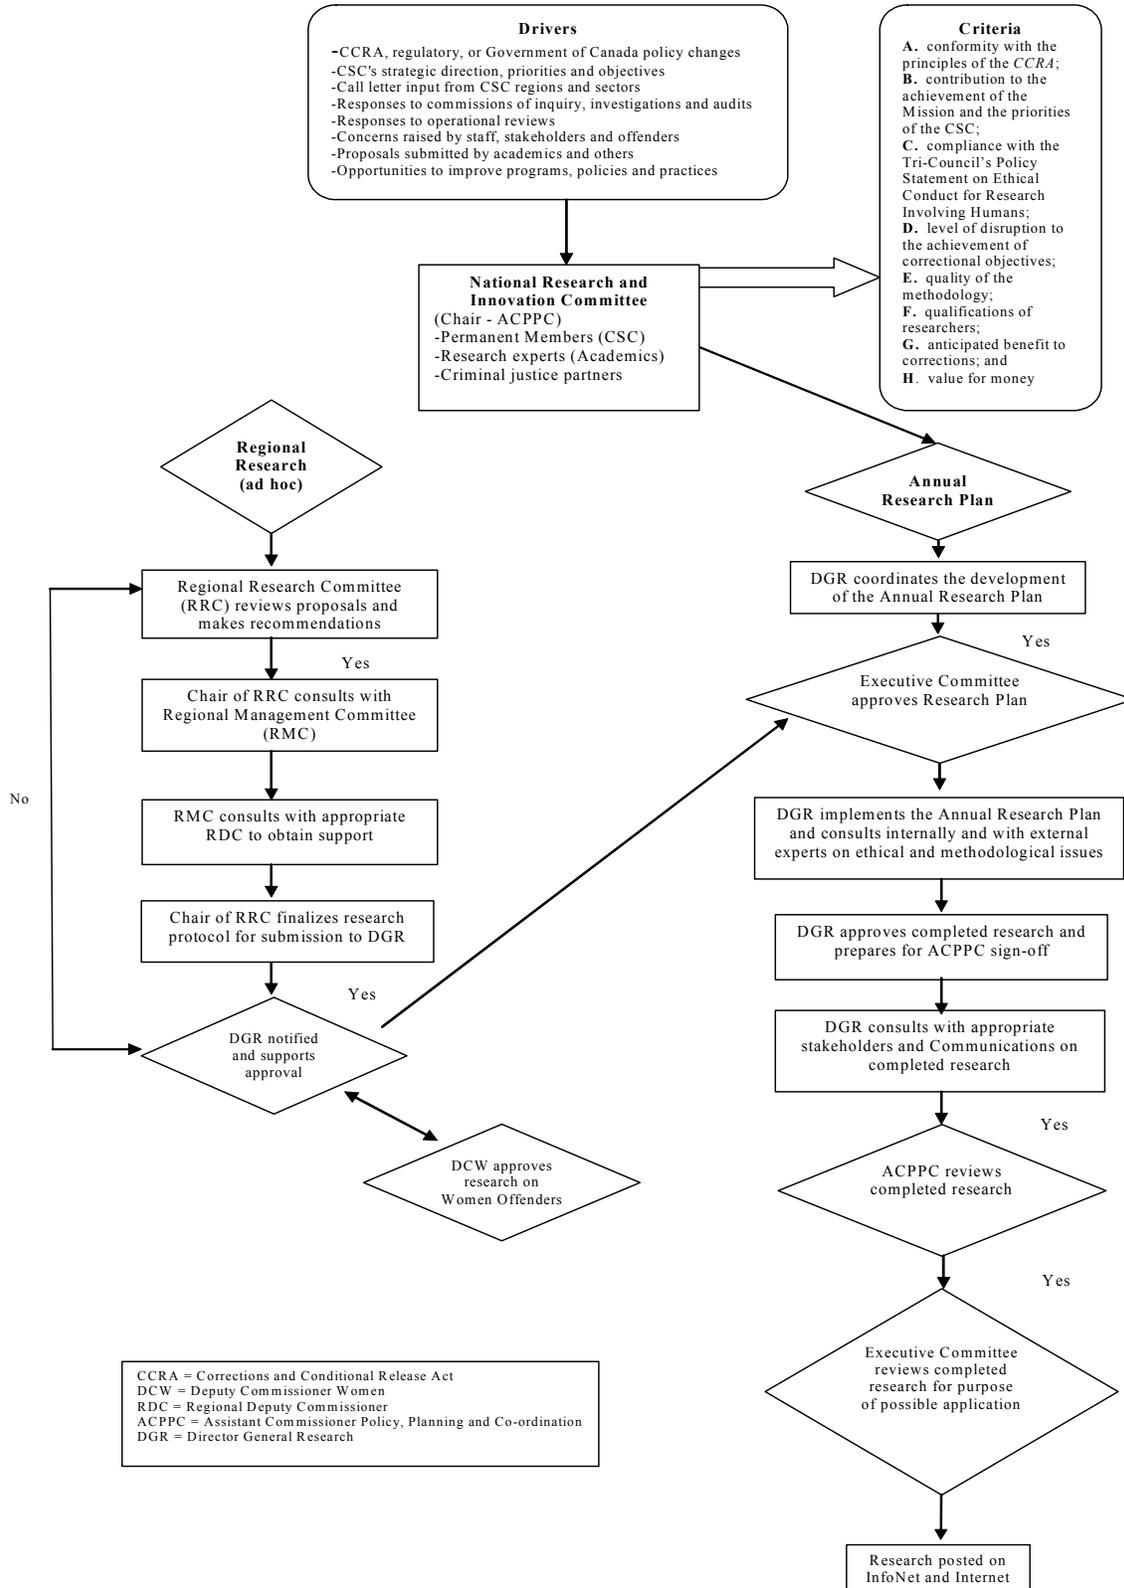 Drivers
-CCRA, regulatory, or Government of Canada policy changes
-CSC's strategic direction, priorities and objectives
-Call letter input from CSC regions and sectors
-Responses to commissions of inquiry, investigations and audits
-Responses to operational reviews
-Concerns raised by staff, stakeholders and offenders
-Proposals submitted by academics and others
-Opportunities to improve programs, policies and practices
Criteria
A. conformity with the
principles of the CCRA;
B. contribution to the
achievement of the
Mission and the priorities
of the CSC;
C. compliance with the
Tri-Council's Policy
Statement on Ethical
Conduct for Research
Involving Humans;
D. level of disruption to
the achievement of
correctional objectives;
E. quality of the
methodology;
F. qualifications of
researchers;
G. anticipated benefit to
corrections; and
H. value for money
National Research and
Innovation Committee
(Chair - ACPPC)
-Permanent Members (CSC)
-Research experts (Academics)
-Criminal justice partners
Regional
Research
(ad hoc)
Regional Research Committee
(RRC) reviews proposals and
makes recommendations
Yes
Chair of RRC consults with
Regional Management Committee
(RMC)
No
RMC consults with appropriate
RDC to obtain support
Chair of RRC finalizes research
protocol for submission to DGR
Yes
DGR notified
and supports
approval
DCW approves
research on
Women Offenders
Annual
Research Plan
DGR coordinates the development
of the Annual Research Plan
Yes
Executive Committee
approves Research Plan
DGR implements the Annual Research Plan
and consults internally and with external
experts on ethical and methodological issues
DGR approves completed research and
prepares for ACPPC sign-off
DGR consults with appropriate
stakeholders and Communications on
completed research
Yes
ACPPC reviews
completed research
Yes
Executive Committee
reviews completed
research for purpose
of possible application
Research posted on
InfoNet and Internet
CCRA = Corrections and Conditional Release Act
DCW = Deputy Commissioner Women
RDC = Regional Deputy Commissioner
ACPPC = Assistant Commissioner Policy, Planning and Co-ordination
DGR = Director General Research